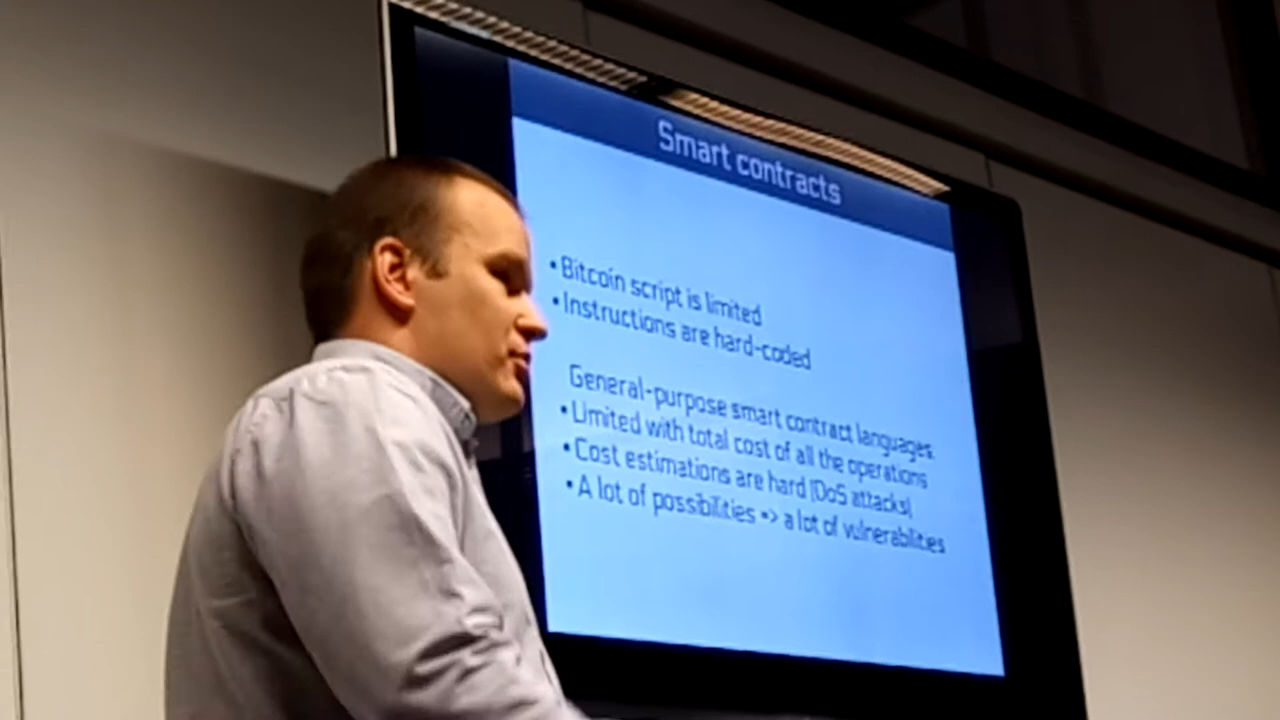 Smart contracts
• Bitcoin script is limited
• Instructions are hard-coded
General-purpose smart contract languages
• Limited with total cost of all the operations
• Cost estimations are hard (DoS attacks)
• A lot of possibilities => a lot of vulnerabilities